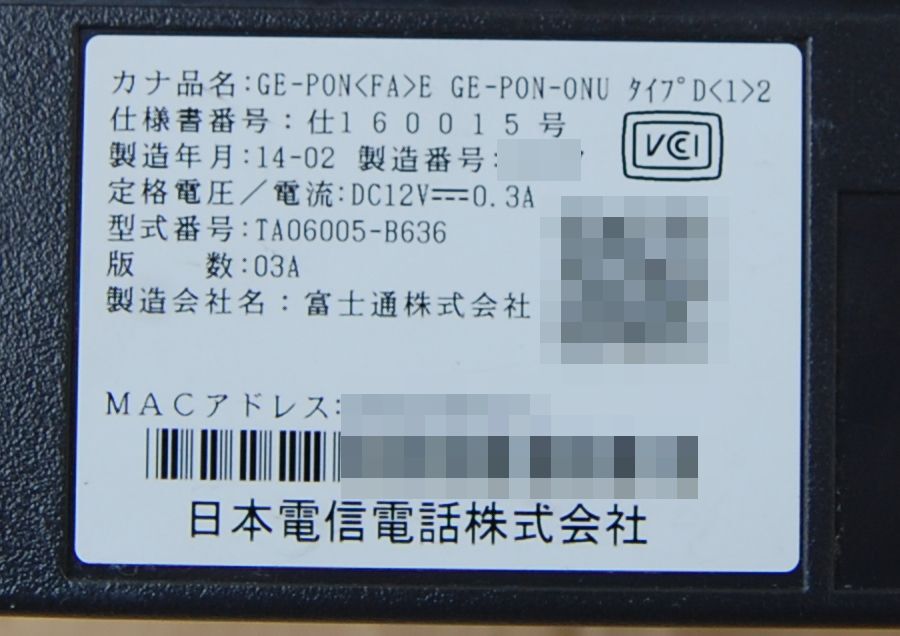 カナ品名:GE-PON<FA>E GE-PON-ONU ﾀｲﾌﾟD<1>2
仕様書番号：仕１６００１５号
VCCI
製造年月:14-02 製造番号:
定格電圧／電流:DC12V⎓0.3A
型式番号:TA06005-B636
版　　数:03A
製造会社名：富士通株式会社
ＭＡＣアドレス:
日本電信電話株式会社